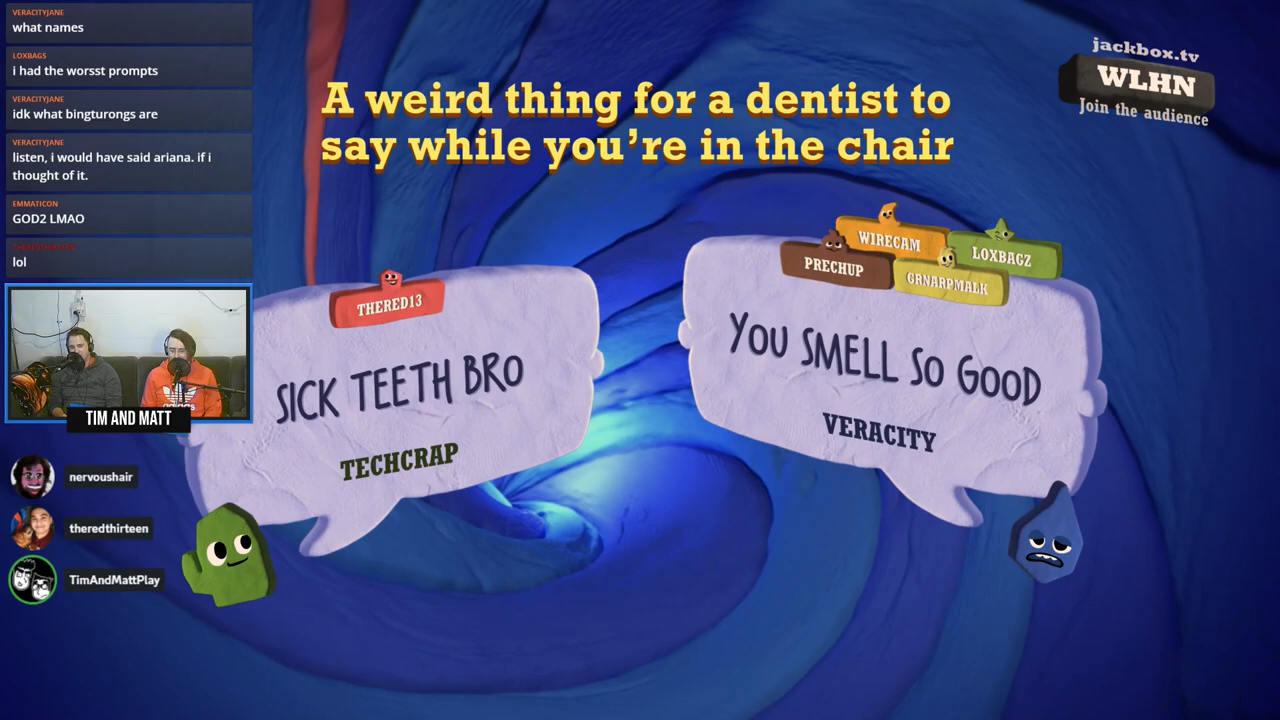 VERACITYJANE
what names
LOXBAGS
i had the worsst prompts
VERACITYJANE
idk what bingturongs are
VERACITYJANE
listen, i would have said ariana. if i
thought of it.
EMMATICON
GOD2 LMAO
THEREDTHIRTEEN
lol
TIM AND MATT
nervoushair
theredthirteen
TimAndMattPlay
A weird thing for a dentist to
say while you're in the chair
jackbox.tv
WLHN
Join the audience
THERED13
SICK TEETH BRO
TECHCRAP
WIRECAM
LOXBAGZ
PRECHUP
GRNARPMALK
YOU SMELL SO GOOD
VERACITY
adidas